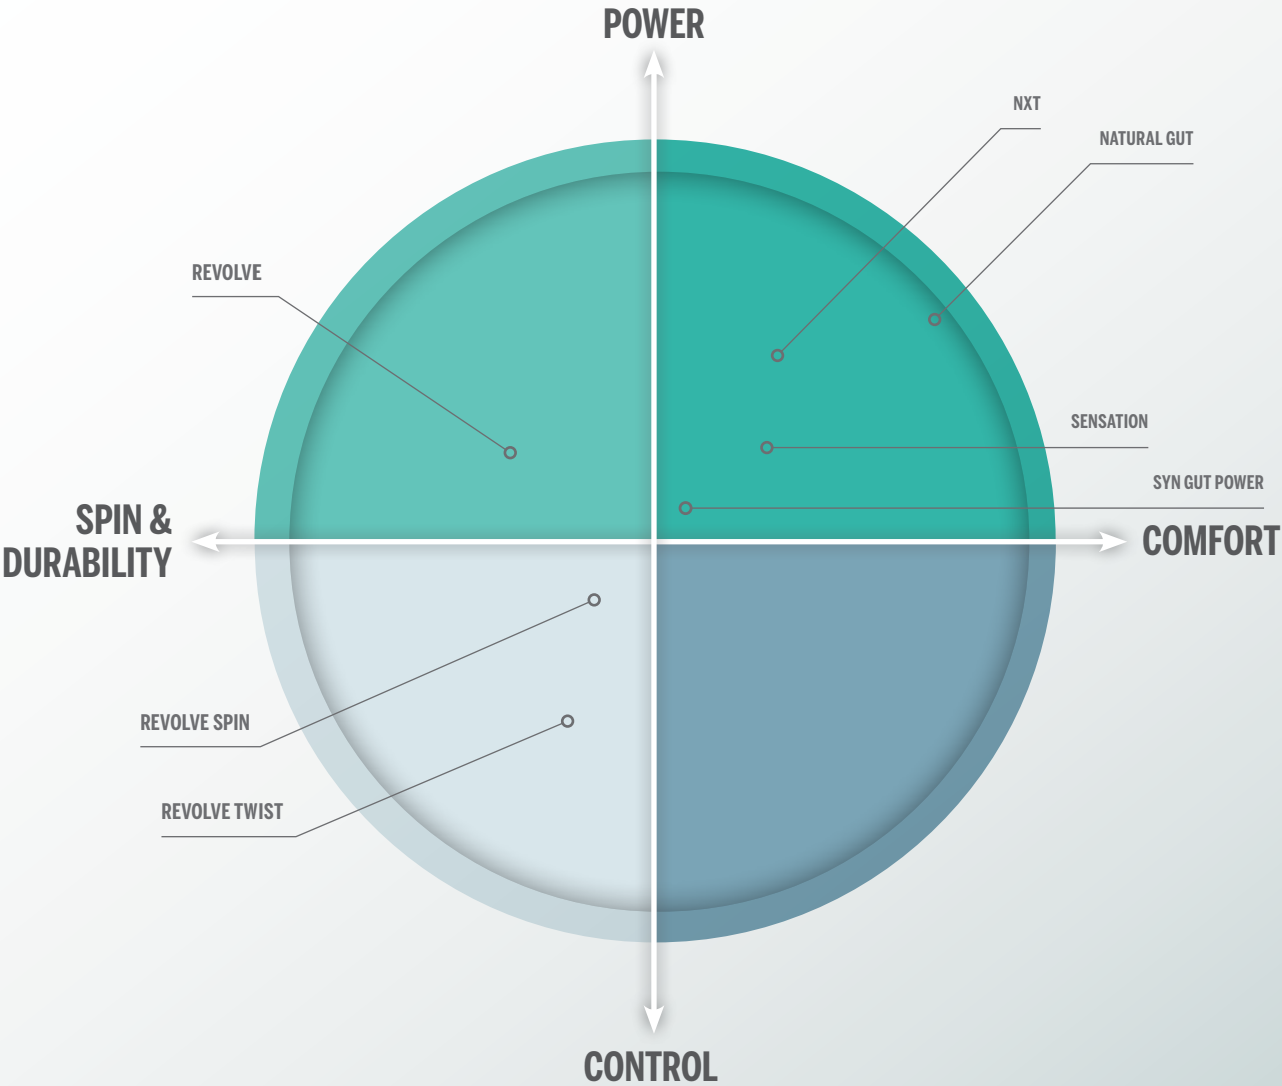 POWER
NXT
NATURAL GUT
REVOLVE
SENSATION
SYN GUT POWER
SPIN &
DURABILITY
COMFORT
REVOLVE SPIN
REVOLVE TWIST
CONTROL